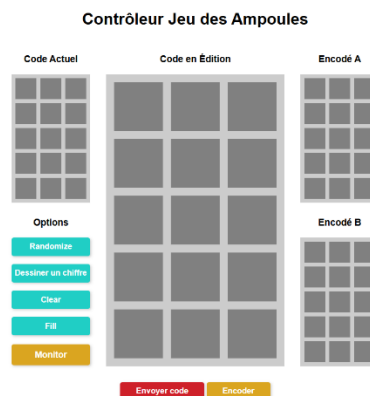 Contrôleur Jeu des Ampoules
Code Actuel
Code en Édition
Encodé A
Options
Randomize
Dessiner un chiffre
Clear
Fill
Monitor
Encodé B
Envoyer code
Encoder